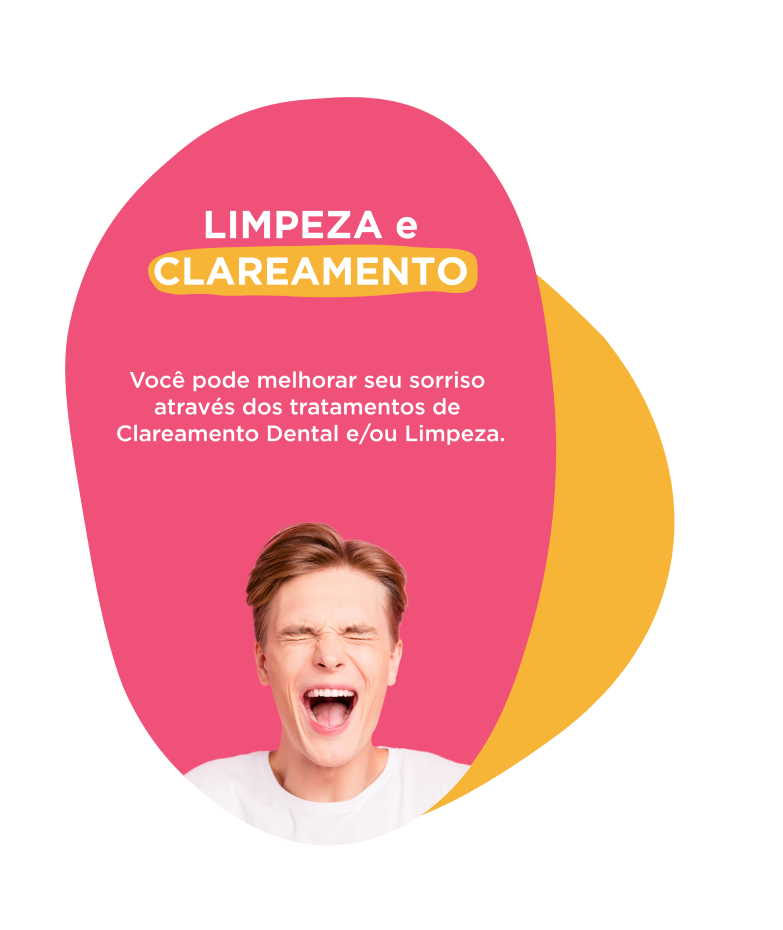 LIMPEZA e
CLAREAMENTO
Você pode melhorar seu sorriso
através dos tratamentos de
Clareamento Dental e/ou Limpeza.